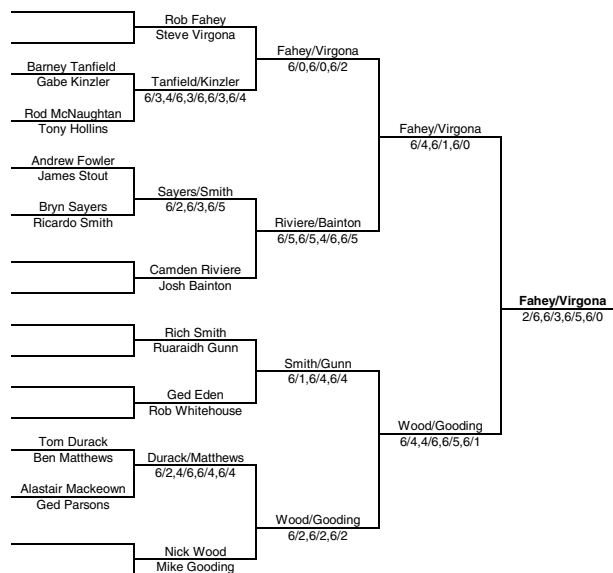 Rob Fahey
Steve Virgona
Fahey/Virgona
6/0,6/0,6/2
Barney Tanfield
Gabe Kinzler
Tanfield/Kinzler
6/3,4/6,3/6,6/3,6/4
Rod McNaughtan
Tony Hollins
Fahey/Virgona
6/4,6/1,6/0
Andrew Fowler
James Stout
Sayers/Smith
6/2,6/3,6/5
Bryn Sayers
Ricardo Smith
Riviere/Bainton
6/5,6/5,4/6,6/5
Camden Riviere
Josh Bainton
Fahey/Virgona
2/6,6/3,6/5,6/0
Rich Smith
Ruaraidh Gunn
Smith/Gunn
6/1,6/4,6/4
Ged Eden
Rob Whitehouse
Wood/Gooding
6/4,4/6,6/5,6/1
Tom Durack
Ben Matthews
Durack/Matthews
6/2,4/6,6/4,6/4
Alastair Mackeown
Ged Parsons
Wood/Gooding
6/2,6/2,6/2
Nick Wood
Mike Gooding